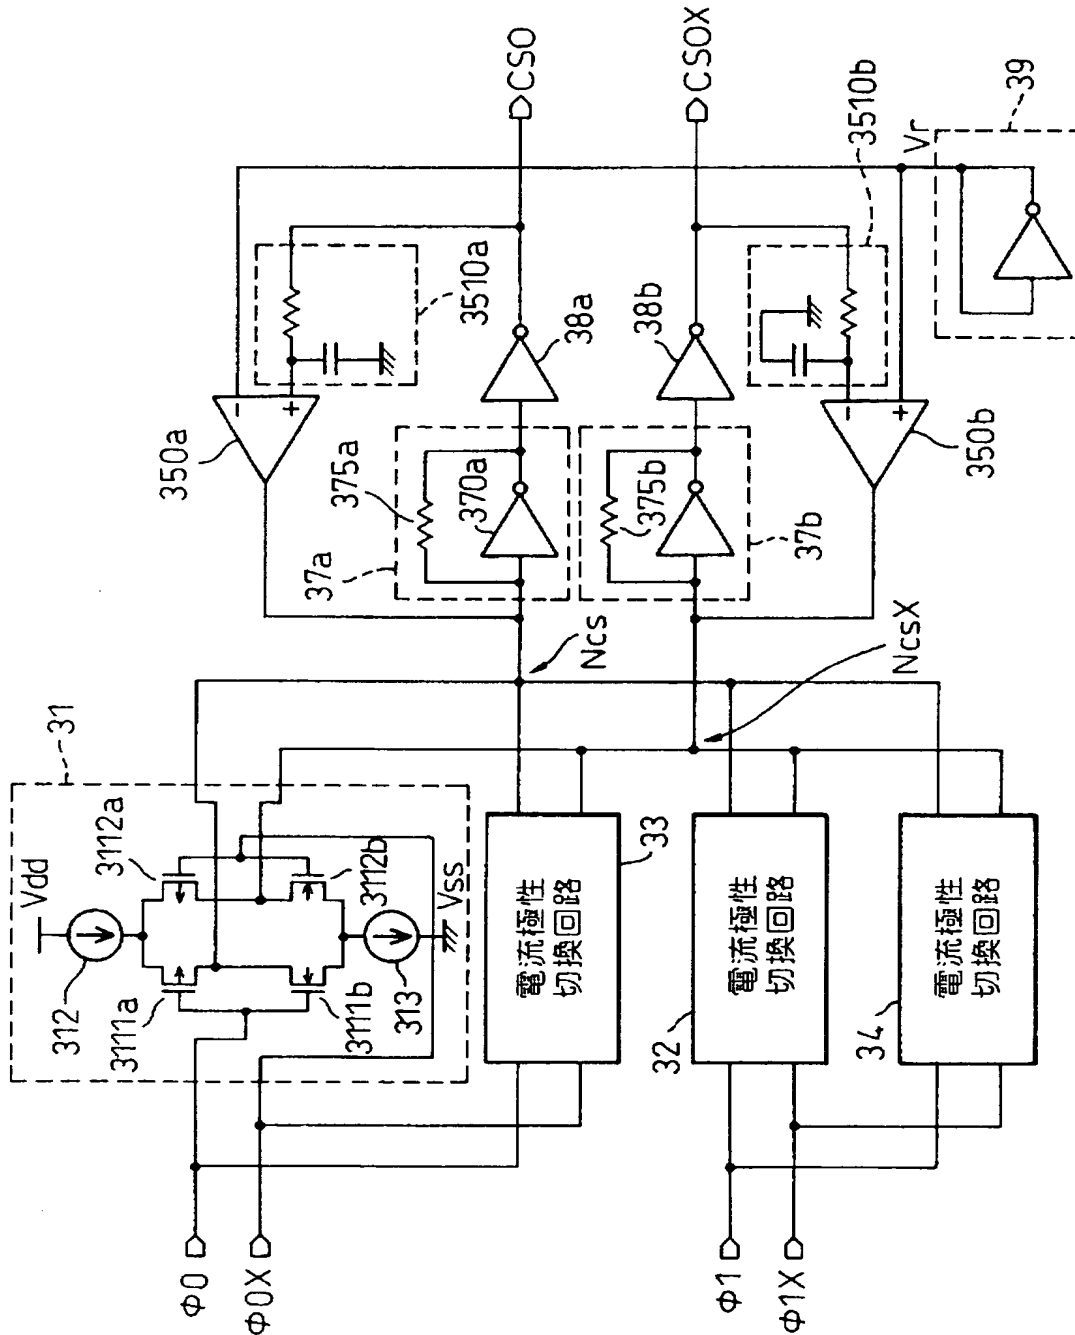 31
Vdd
312
3112a
3111a
3112b
3111b
313
Vss
Φ0
Φ0X
Φ1
Φ1X
電流極性
切換回路
33
電流極性
切換回路
32
電流極性
切換回路
34
Ncs
NcsX
350a
3510a
375a
370a
37a
38a
CSO
375b
37b
38b
CSOX
350b
3510b
Vr
39
+
−
−
+